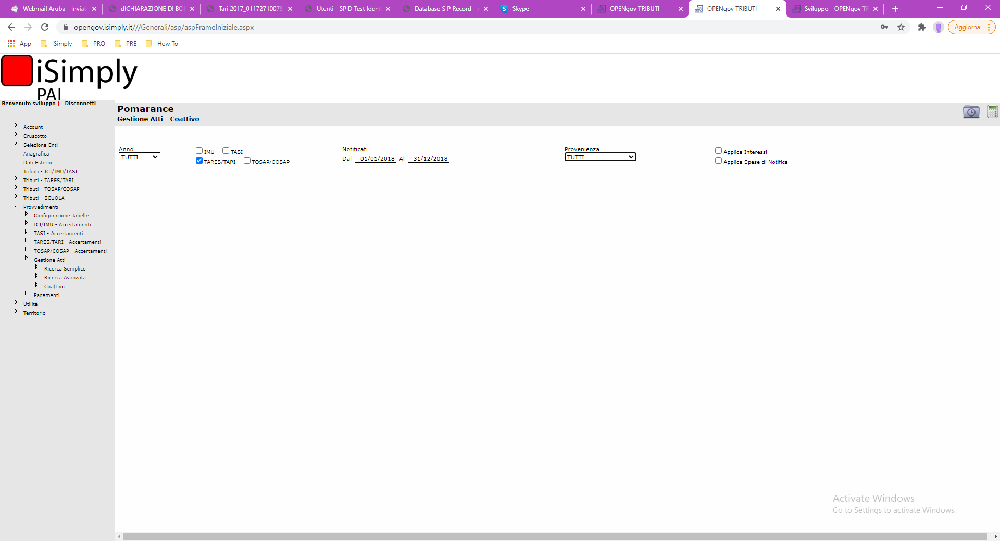 Webmail Aruba - Inviat
dICHIARAZIONE DI BO
Tari 2017_01172710079
Utenti - SPID Test Ident
Database S P Record -
Skype
OPENgov TRIBUTI
OPENgov TRIBUTI
Sviluppo - OPENgov TR
opengov.isimply.it///Generali/asp/aspFrameIniziale.aspx
Aggiorna
App
iSimply
PRO
PRE
How To
iSimply
PAI
Benvenuto sviluppo | Disconnetti
Pomarance
Gestione Atti - Coattivo
Account
Cruscotto
Seleziona Enti
Anagrafica
Dati Esterni
Tributi - ICI/IMU/TASI
Tributi - TARES/TARI
Tributi - TOSAP/COSAP
Tributi - SCUOLA
Provvedimenti
Configurazione Tabelle
ICI/IMU - Accertamenti
TASI - Accertamenti
TARES/TARI - Accertamenti
TOSAP/COSAP - Accertamenti
Gestione Atti
Ricerca Semplice
Ricerca Avanzata
Coattivo
Pagamenti
Utilità
Territorio
Anno
TUTTI
IMU TASI
TARES/TARI TOSAP/COSAP
Notificati
Dal 01/01/2018 Al 31/12/2018
Provenienza
TUTTI
Applica Interessi
Applica Spese di Notifica
Activate Windows
Go to Settings to activate Windows.